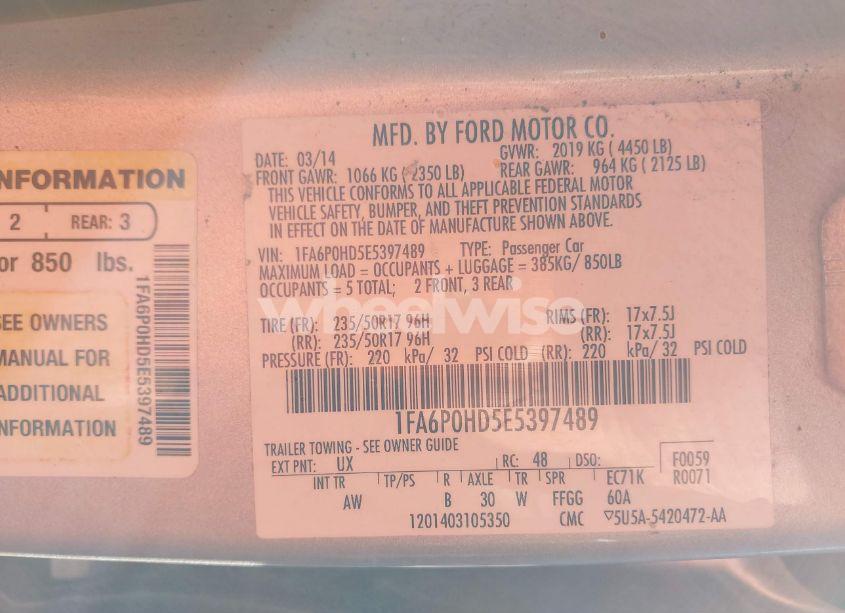 NFORMATION
2 REAR: 3
or 850 lbs.
SEE OWNERS
MANUAL FOR
ADDITIONAL
INFORMATION
1FA6P0HD5E5397489
MFD. BY FORD MOTOR CO.
DATE: 03/14 GVWR: 2019 KG ( 4450 LB)
FRONT GAWR: 1066 KG ( 2350 LB) REAR GAWR: 964 KG ( 2125 LB)
THIS VEHICLE CONFORMS TO ALL APPLICABLE FEDERAL MOTOR
VEHICLE SAFETY, BUMPER, AND THEFT PREVENTION STANDARDS
IN EFFECT ON THE DATE OF MANUFACTURE SHOWN ABOVE.
VIN: 1FA6P0HD5E5397489 TYPE: Passenger Car
MAXIMUM LOAD = OCCUPANTS + LUGGAGE = 385KG/ 850LB
OCCUPANTS = 5 TOTAL; 2 FRONT, 3 REAR
wheelwise
TIRE (FR): 235/50R17 96H RIMS (FR): 17x7.5J
(RR): 235/50R17 96H (RR): 17x7.5J
PRESSURE (FR): 220 kPa/ 32 PSI COLD (RR): 220 kPa/ 32 PSI COLD
1FA6P0HD5E5397489
TRAILER TOWING - SEE OWNER GUIDE
EXT PNT: UX RC: 48 DSO: F0059
INT TR TP/PS R AXLE TR SPR EC71K R0071
AW B 30 W FFGG 60A
1201403105350 CMC ▽5U5A-5420472-AA